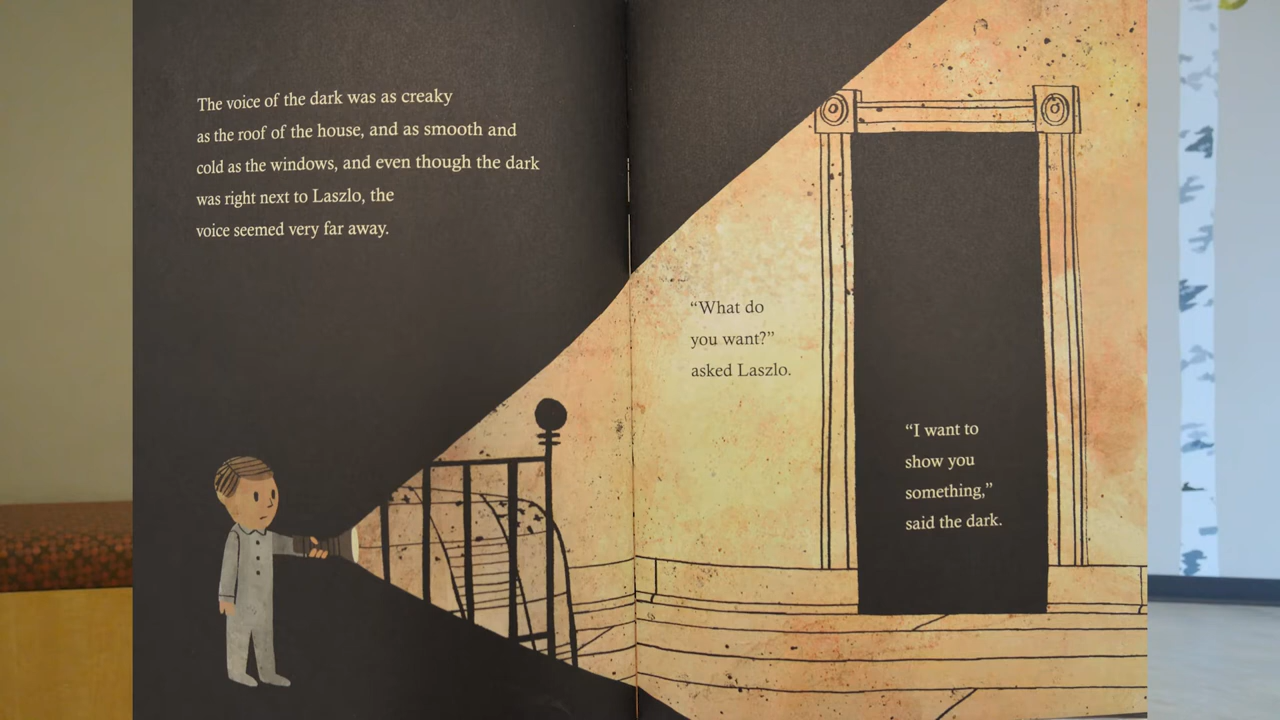 The voice of the dark was as creaky
as the roof of the house, and as smooth and
cold as the windows, and even though the dark
was right next to Laszlo, the
voice seemed very far away.
“What do
you want?”
asked Laszlo.
“I want to
show you
something,”
said the dark.